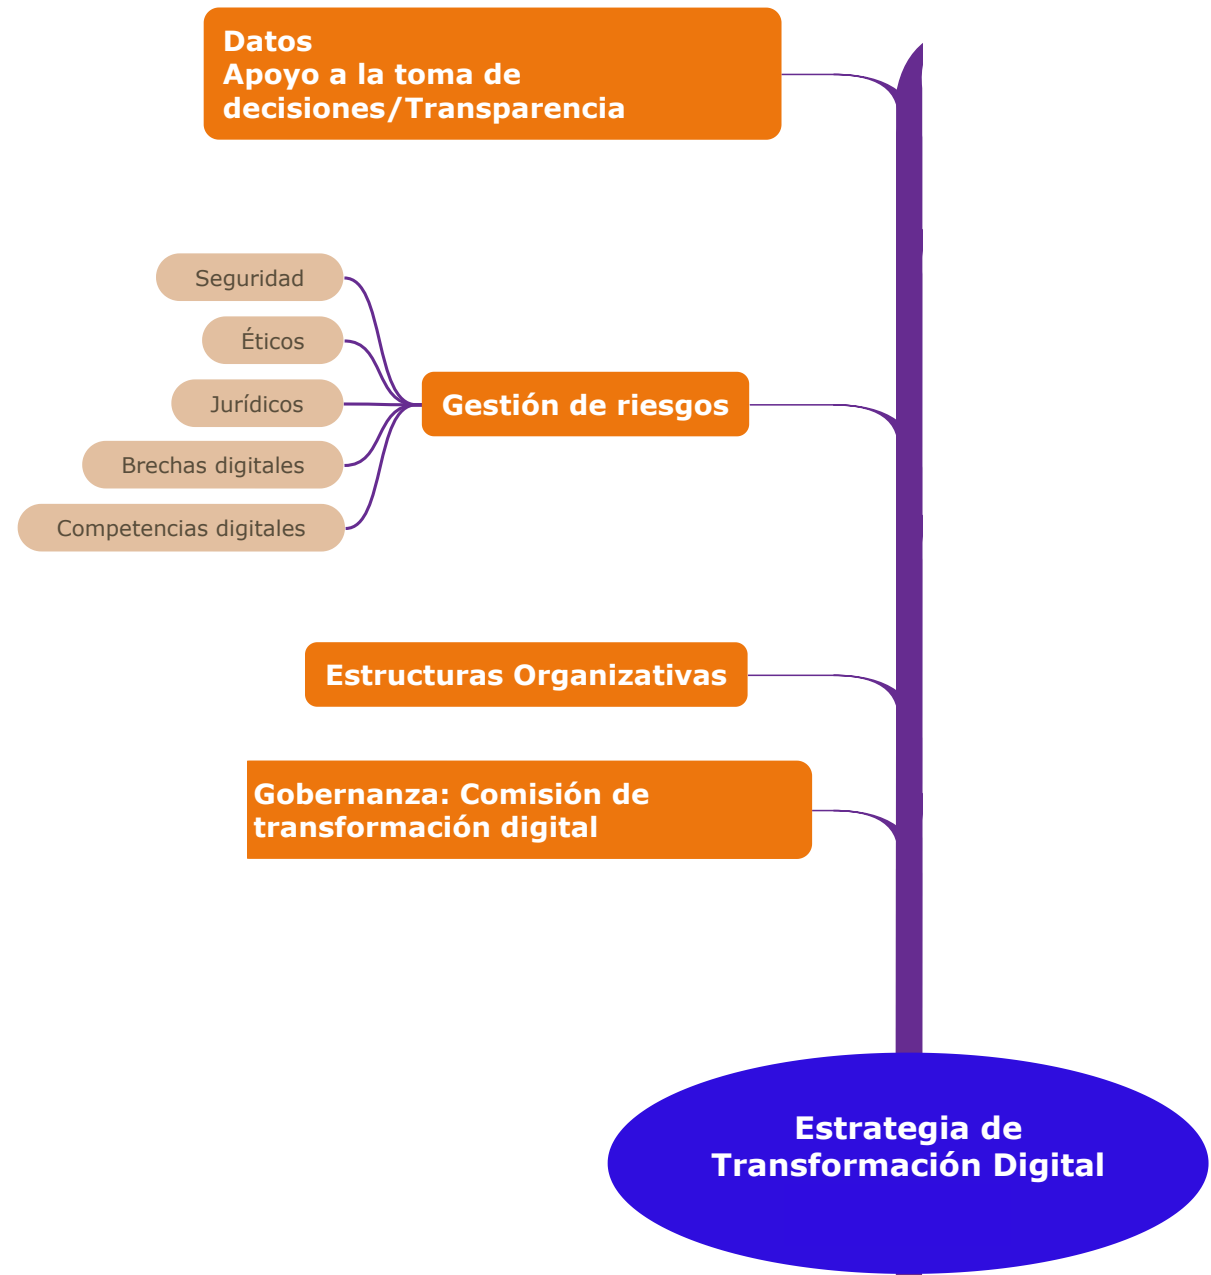 Datos
Apoyo a la toma de
decisiones/Transparencia
Seguridad
Éticos
Jurídicos
Brechas digitales
Competencias digitales
Gestión de riesgos
Estructuras Organizativas
Gobernanza: Comisión de
transformación digital
Estrategia de
Transformación Digital